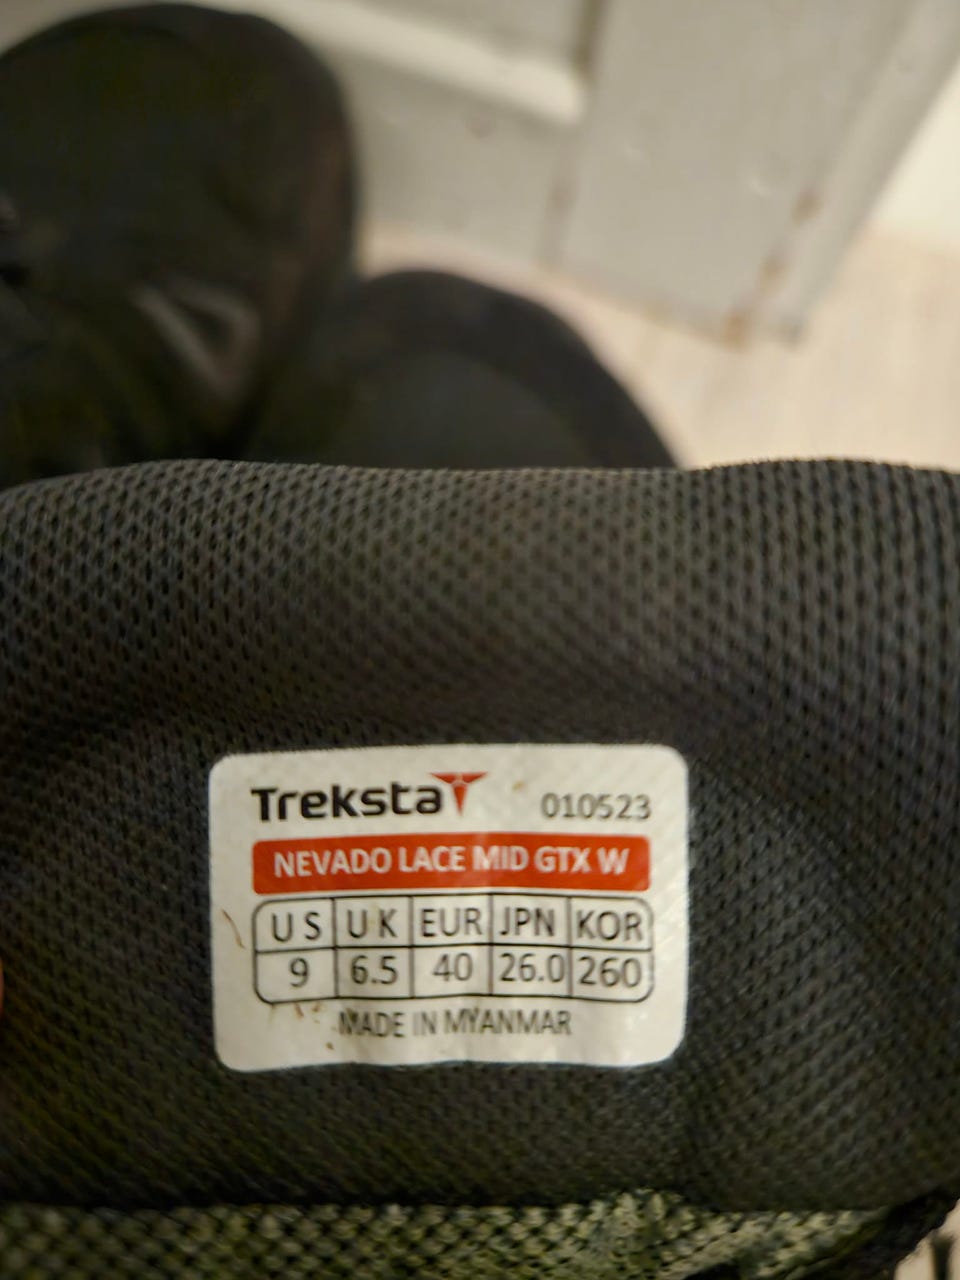 Treksta 010523
NEVADO LACE MID GTX W
US UK EUR JPN KOR
9 6.5 40 26.0 260
MADE IN MYANMAR